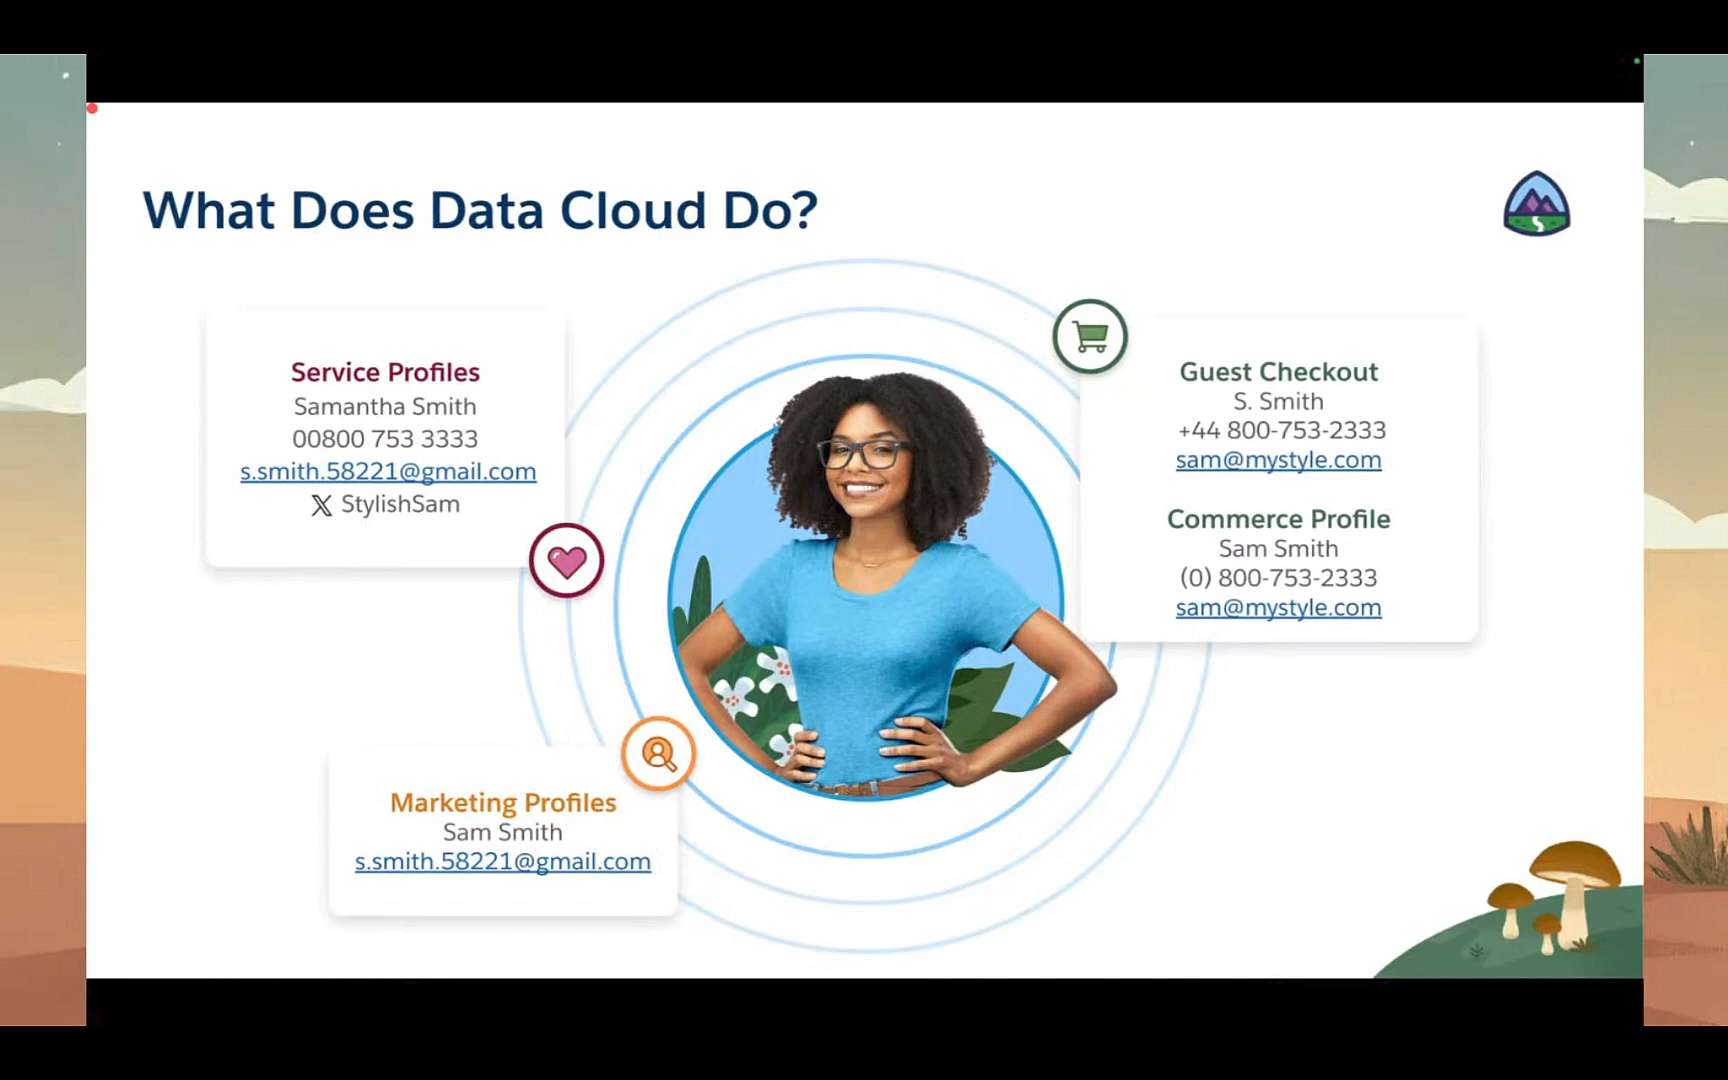 What Does Data Cloud Do?
Service Profiles
Samantha Smith
00800 753 3333
s.smith.58221@gmail.com
X StylishSam
Guest Checkout
S. Smith
+44 800-753-2333
sam@mystyle.com
Commerce Profile
Sam Smith
(0) 800-753-2333
sam@mystyle.com
Marketing Profiles
Sam Smith
s.smith.58221@gmail.com